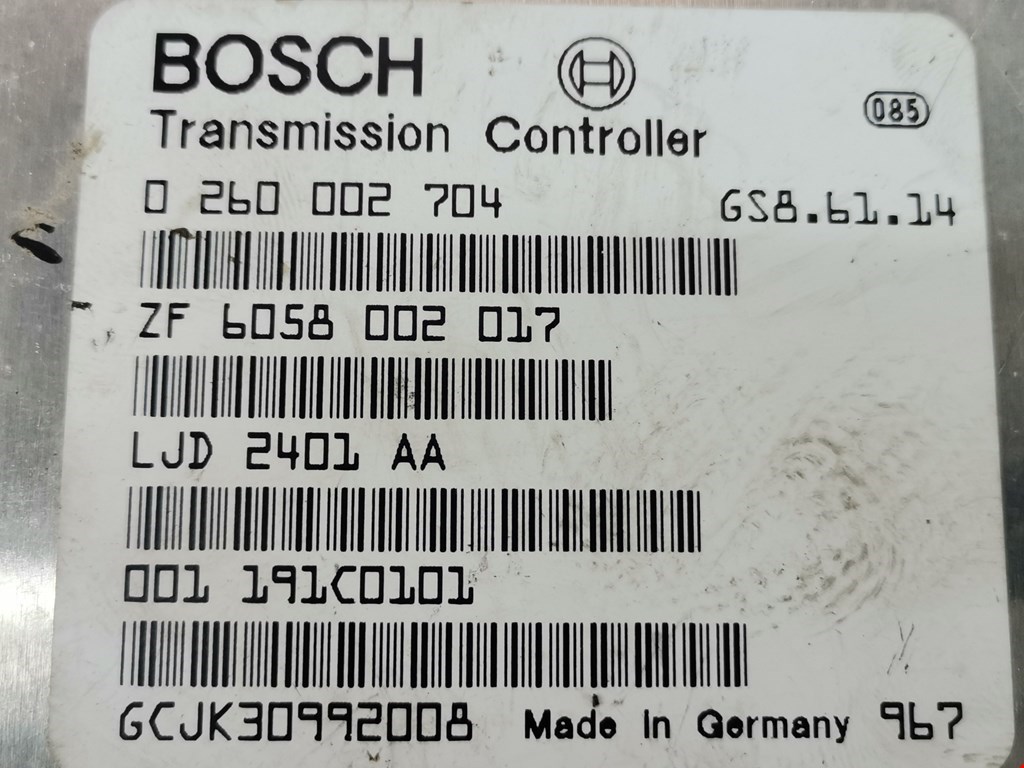 BOSCH
085
Transmission Controller
0 260 002 704 GS8.61.14
ZF 6058 002 017
LJD 2401 AA
001 191C0101
GCJK30992008 Made In Germany 967